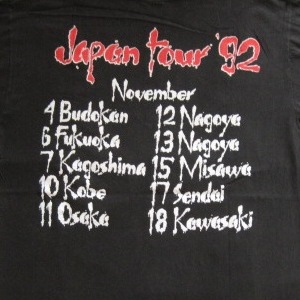 Japan tour '92
November
4 Budokan
6 Fukuoka
7 Kagoshima
10 Kobe
11 Osaka
12 Nagoya
13 Nagoya
15 Misawa
17 Sendai
18 Kawasaki